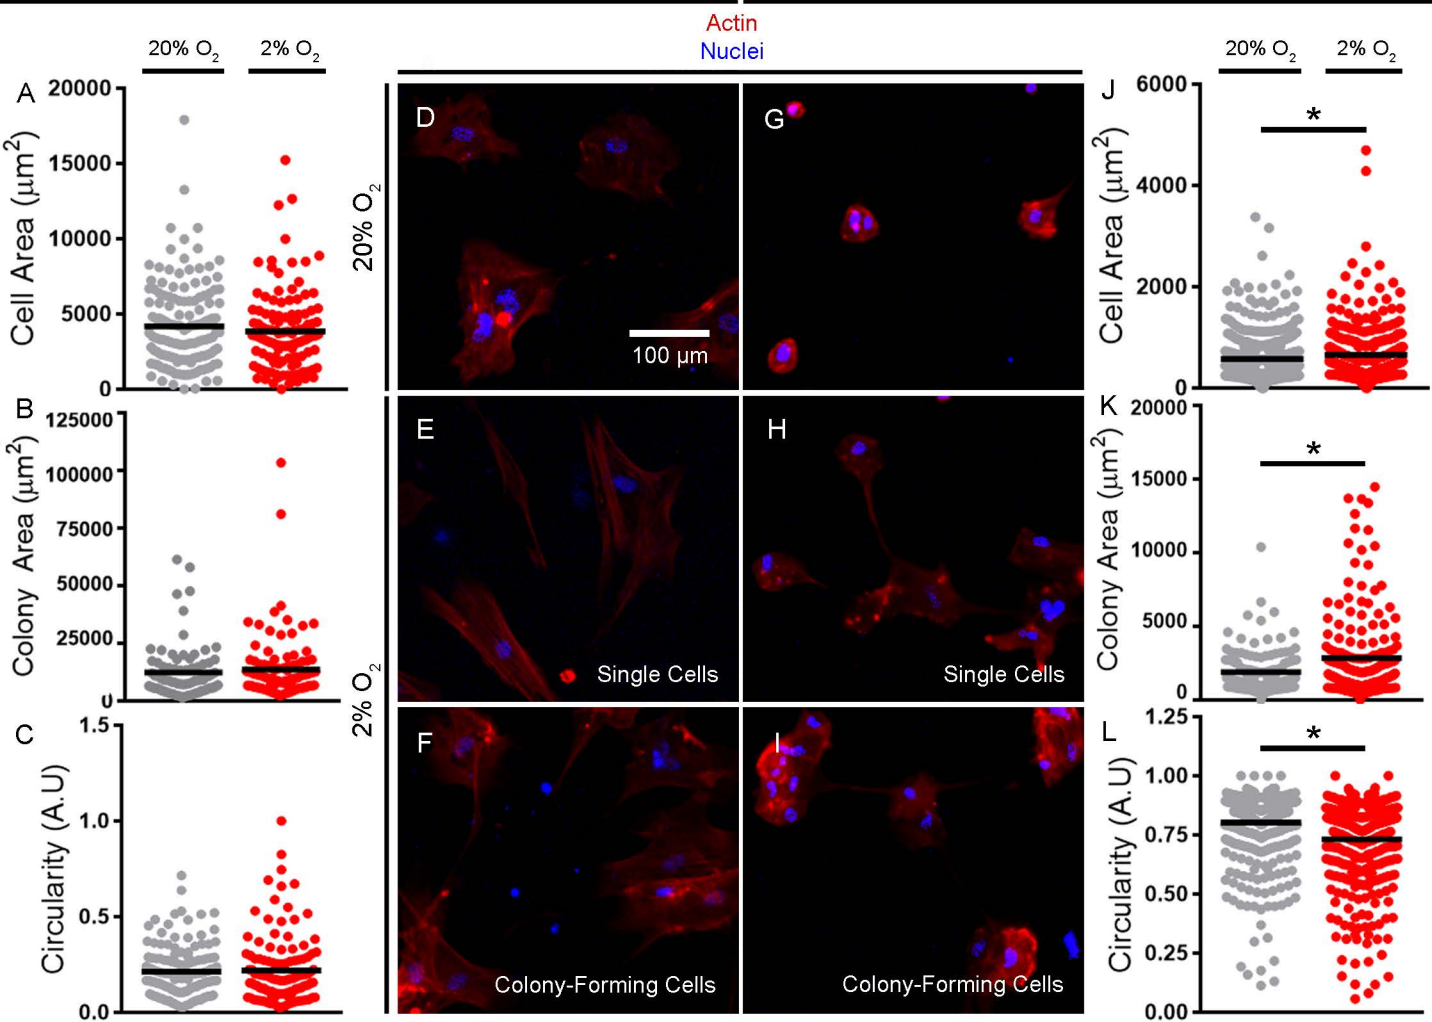 Actin
Nuclei
20% O2
2% O2
A
Cell Area (µm2)
20000
15000
10000
5000
0
B
Colony Area (µm2)
125000
100000
75000
50000
25000
0
C
Circularity (A.U)
1.5
1.0
0.5
0.0
20% O2
2% O2
D
100 µm
G
E
Single Cells
H
Single Cells
F
Colony-Forming Cells
I
Colony-Forming Cells
20% O2
2% O2
J
Cell Area (µm2)
6000
4000
2000
0
*
K
Colony Area (µm2)
20000
15000
10000
5000
0
*
L
Circularity (A.U)
1.25
1.00
0.75
0.50
0.25
0.00
*